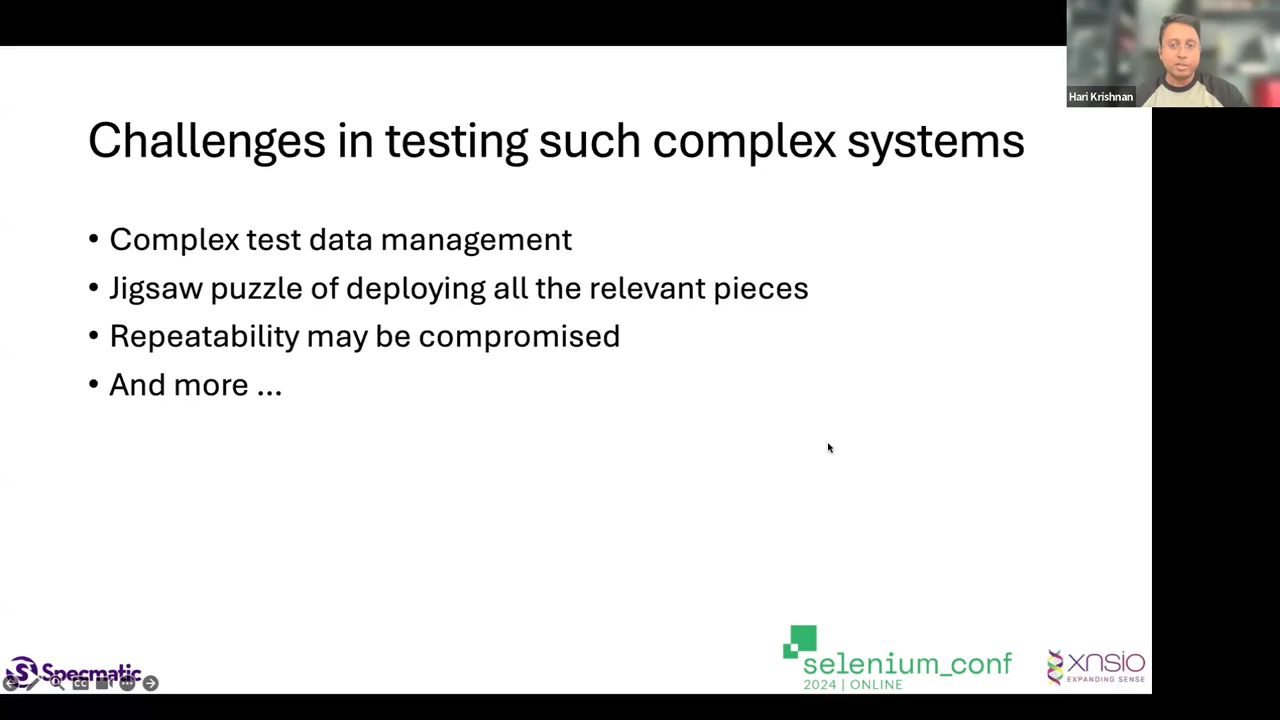 Hari Krishnan
Challenges in testing such complex systems
• Complex test data management
• Jigsaw puzzle of deploying all the relevant pieces
• Repeatability may be compromised
• And more ...
Specmatic
selenium_conf
2024 | ONLINE
xnsio
EXPANDING SENSE